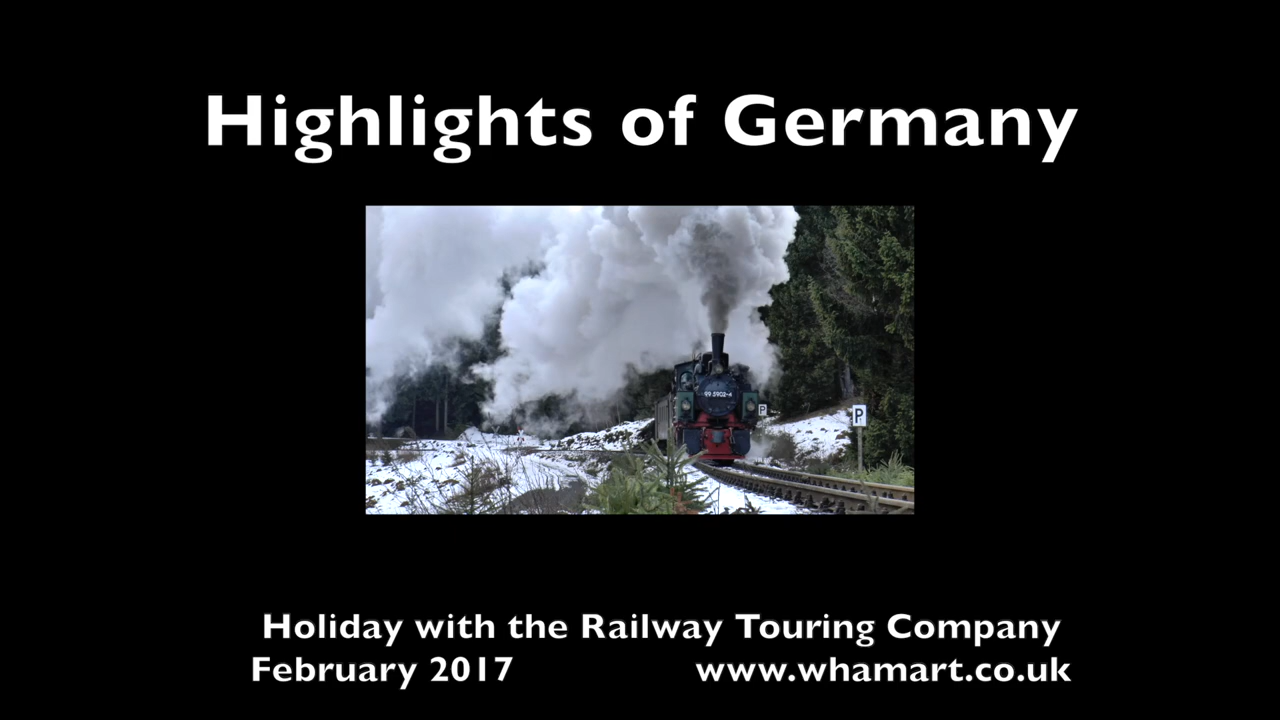 Highlights of Germany
99 5902-4
P
P
Holiday with the Railway Touring Company
February 2017 www.whamart.co.uk